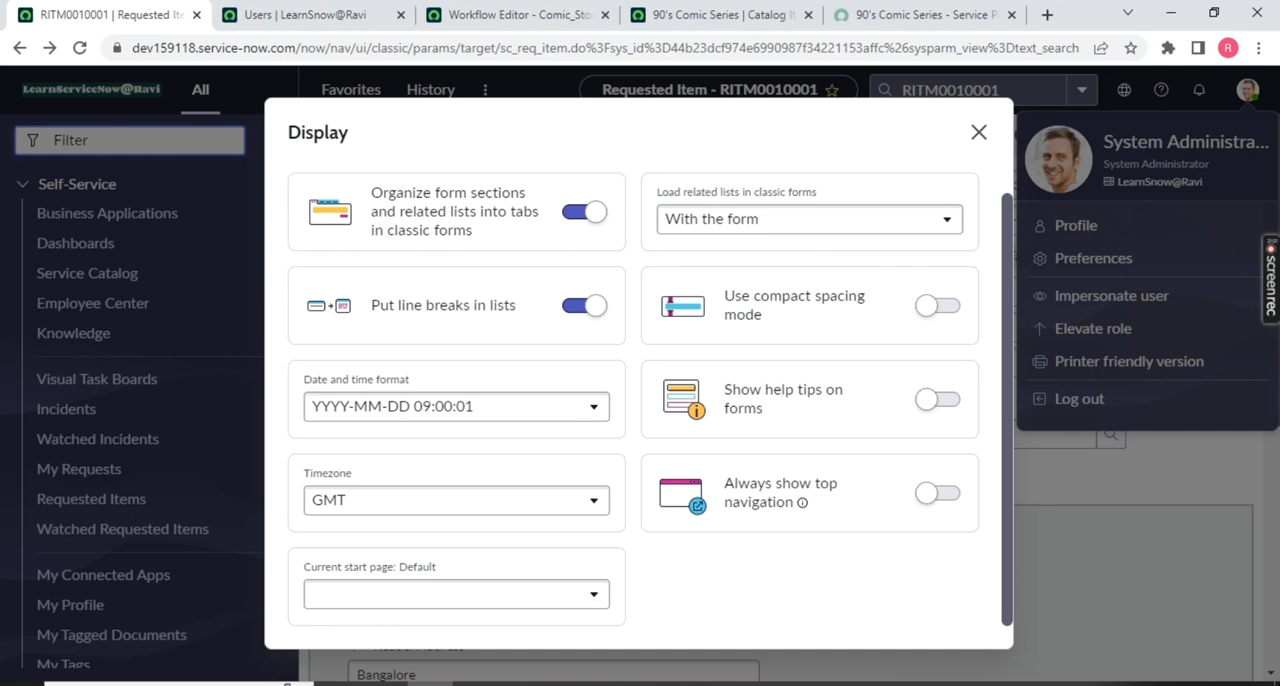 RITM0010001 | Requested Ite
Users | LearnSnow@Ravi
Workflow Editor - Comic_Sto
90's Comic Series | Catalog It
90's Comic Series - Service P
dev159118.service-now.com/now/nav/ui/classic/params/target/sc_req_item.do%3Fsys_id%3D44b23dcf974e6990987f34221153affc%26sysparm_view%3Dtext_search
R
LearnServiceNow@Ravi
All
Favorites
History
Requested Item - RITM0010001
RITM0010001
Filter
Self-Service
Business Applications
Dashboards
Service Catalog
Employee Center
Knowledge
Visual Task Boards
Incidents
Watched Incidents
My Requests
Requested Items
Watched Requested Items
My Connected Apps
My Profile
My Tagged Documents
My Tags
Display
Organize form sections
and related lists into tabs
in classic forms
Load related lists in classic forms
With the form
Put line breaks in lists
Use compact spacing
mode
Date and time format
YYYY-MM-DD 09:00:01
Show help tips on
forms
Timezone
GMT
Always show top
navigation
Current start page: Default
Bangalore
System Administra...
System Administrator
LearnSnow@Ravi
Profile
Preferences
Impersonate user
Elevate role
Printer friendly version
Log out
screenrec